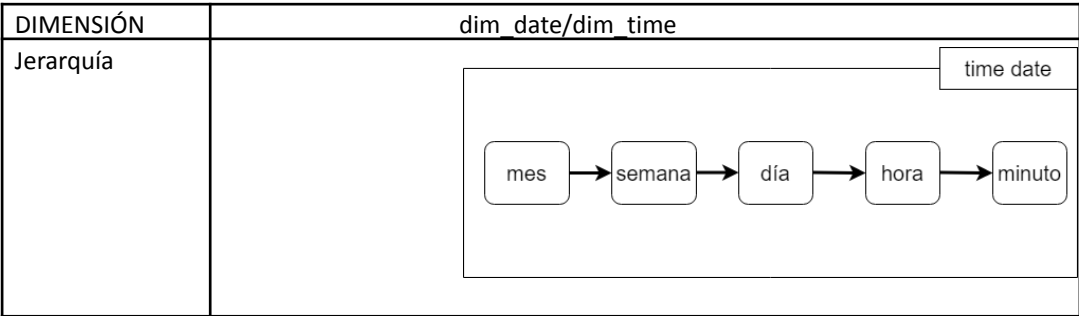 DIMENSIÓN dim_date/dim_time
Jerarquía
time date
mes semana día hora minuto